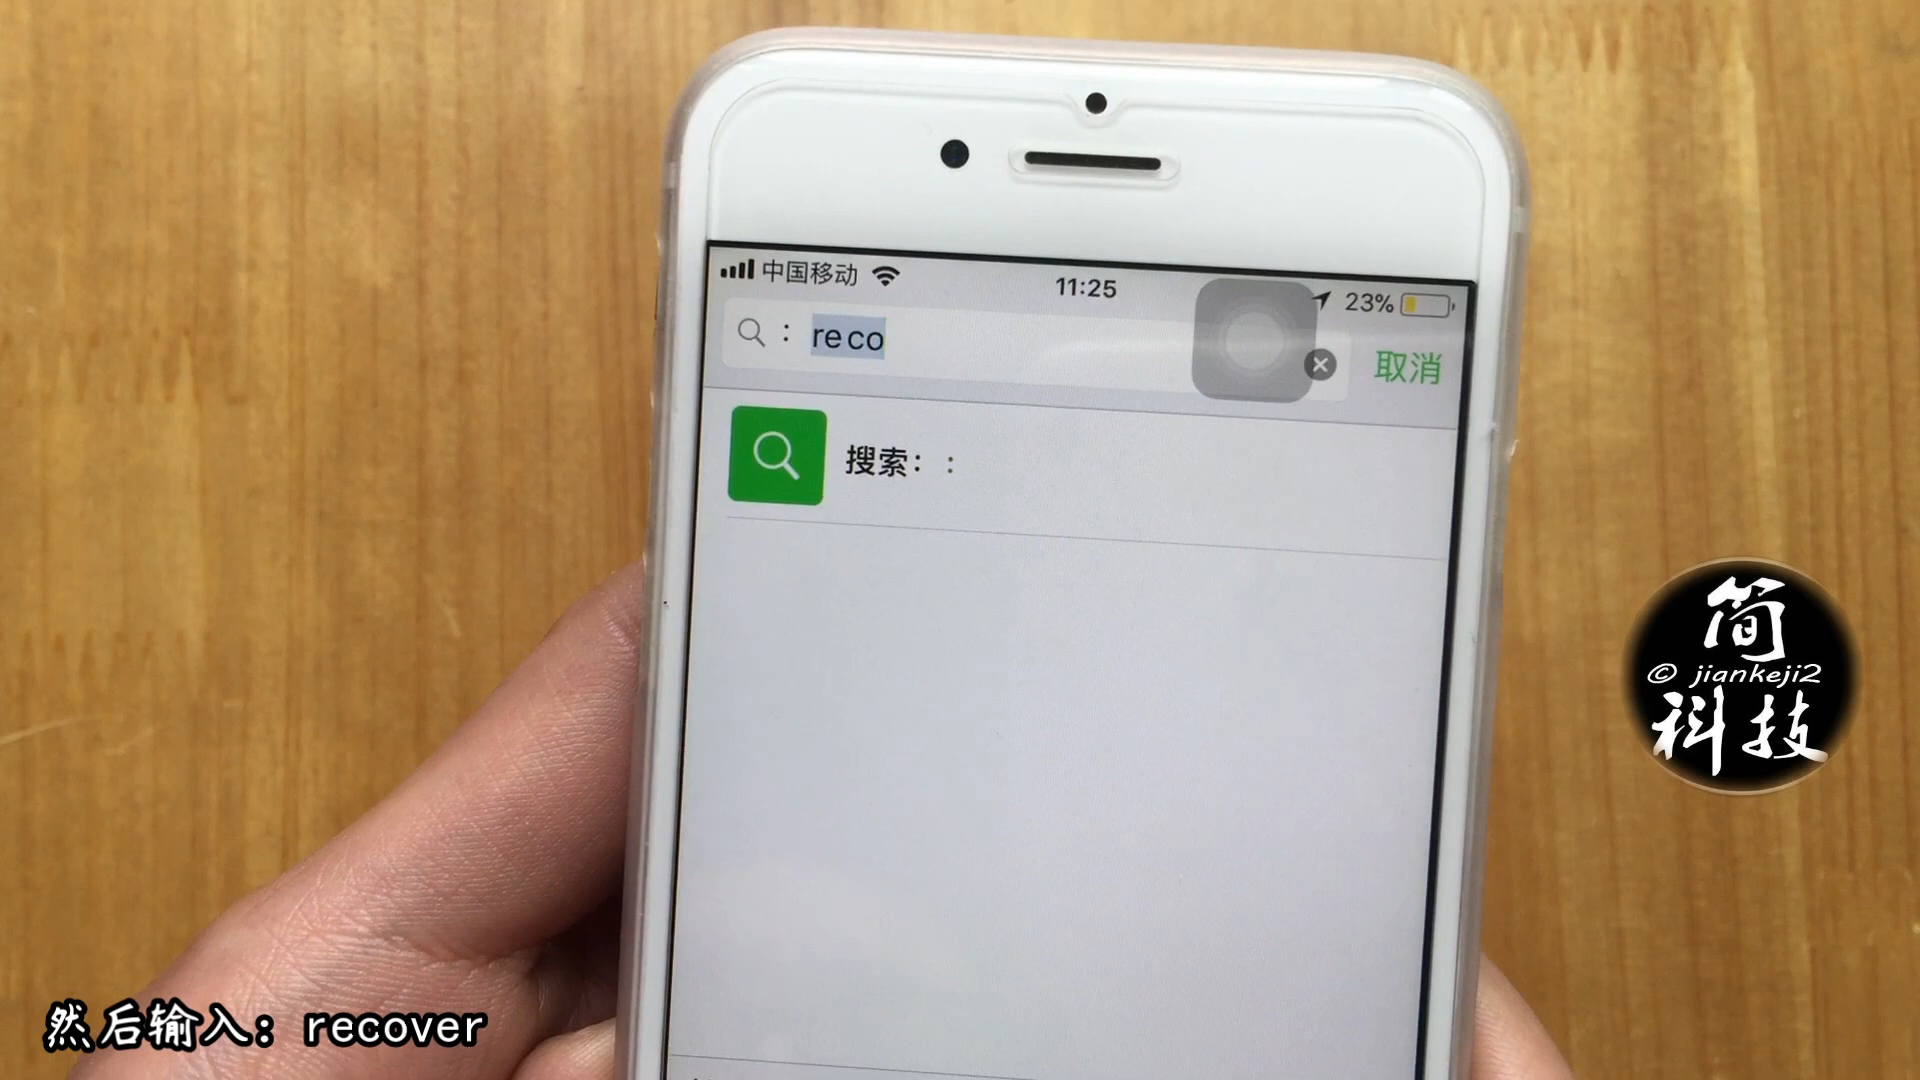 中国移动
11:25
23%
: reco
取消
搜索: :
简
© jiankeji2
科技
然后输入: recover